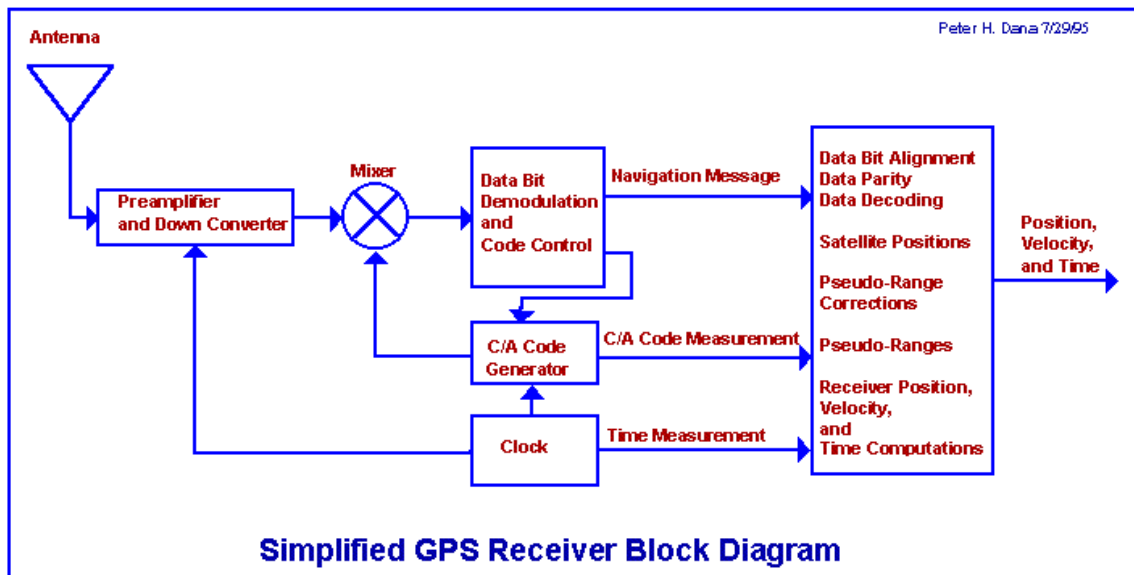 Peter H. Dana 7/29/95
Antenna
Preamplifier
and Down Converter
Mixer
Data Bit
Demodulation
and
Code Control
Navigation Message
C/A Code
Generator
C/A Code Measurement
Clock
Time Measurement
Data Bit Alignment
Data Parity
Data Decoding
Satellite Positions
Pseudo-Range
Corrections
Pseudo-Ranges
Receiver Position,
Velocity,
and
Time Computations
Position,
Velocity,
and Time
Simplified GPS Receiver Block Diagram